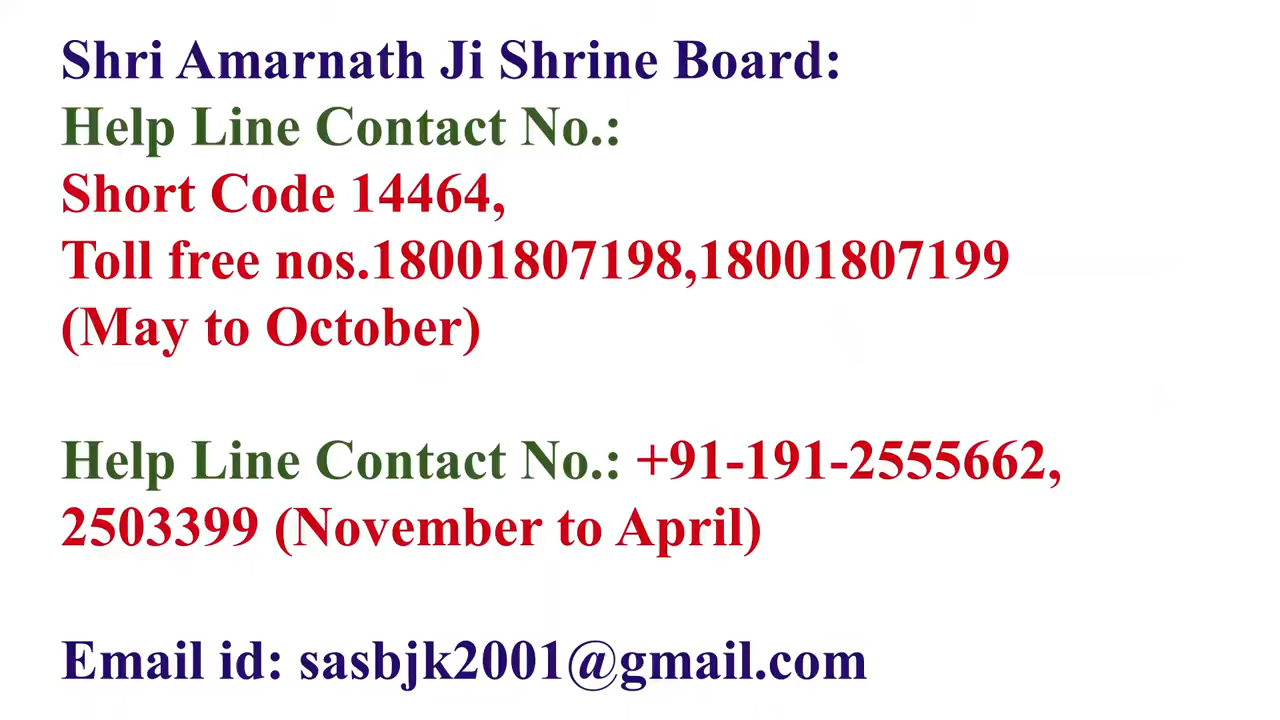 Shri Amarnath Ji Shrine Board:
Help Line Contact No.:
Short Code 14464,
Toll free nos.18001807198,18001807199
(May to October)
Help Line Contact No.: +91-191-2555662,
2503399 (November to April)
Email id: sasbjk2001@gmail.com